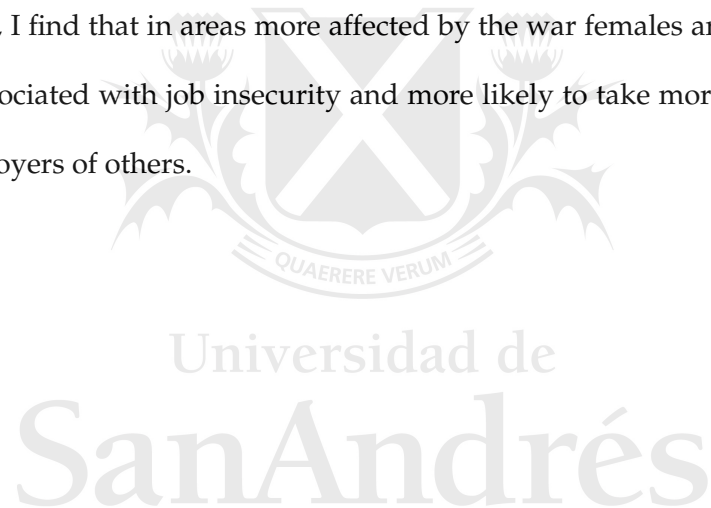 , I find that in areas more affected by the war females a
ociated with job insecurity and more likely to take mor
oyers of others.
QUAERERE VERUM
Universidad de
SanAndrés